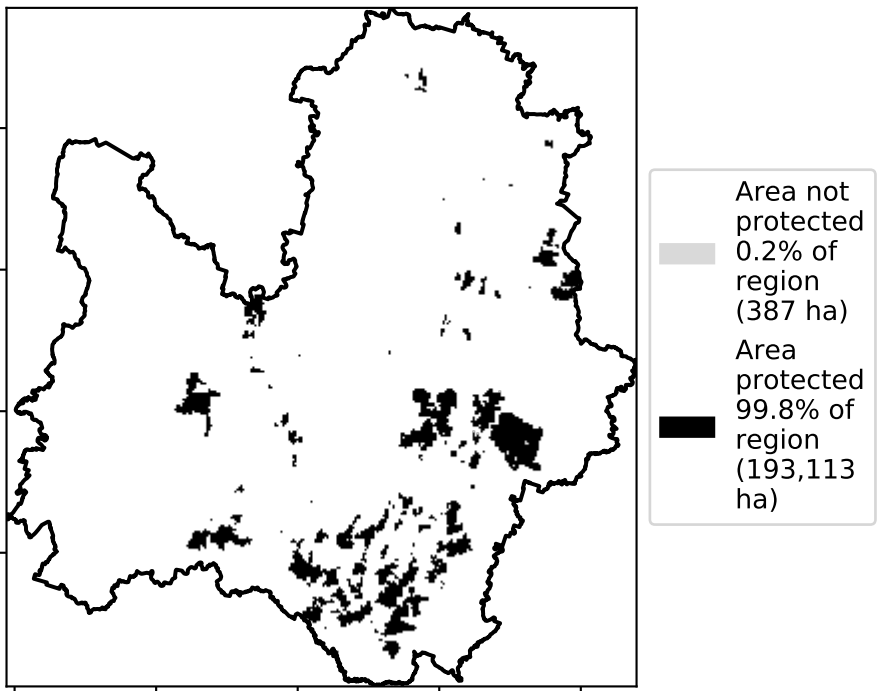 Area not
protected
0.2% of
region
(387 ha)
Area
protected
99.8% of
region
(193,113
ha)